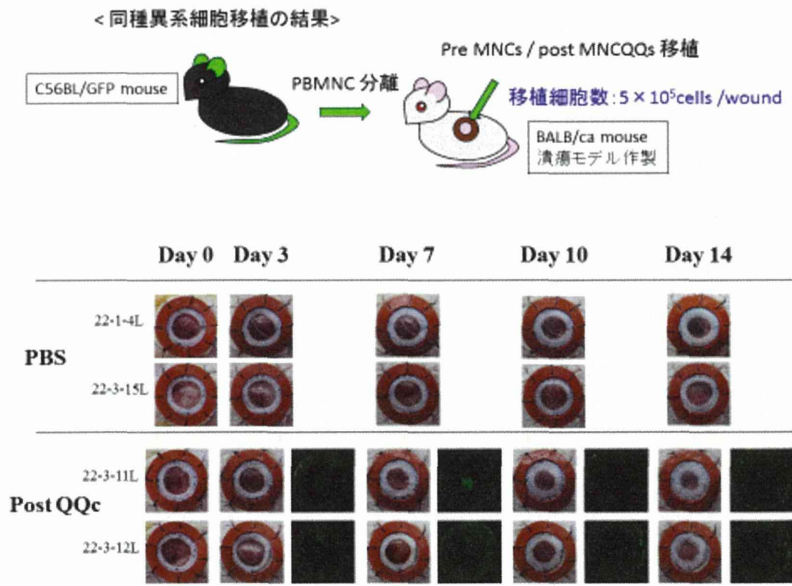 <同種異系細胞移植の結果>
Pre MNCs / post MNCQQs 移植
C56BL/GFP mouse
PBMNC 分離
移植細胞数:5×10⁵cells /wound
BALB/ca mouse
潰瘍モデル作製
Day 0 Day 3 Day 7 Day 10 Day 14
22-1-4L
PBS
22-3-15L
22-3-11L
Post QQc
22-3-12L